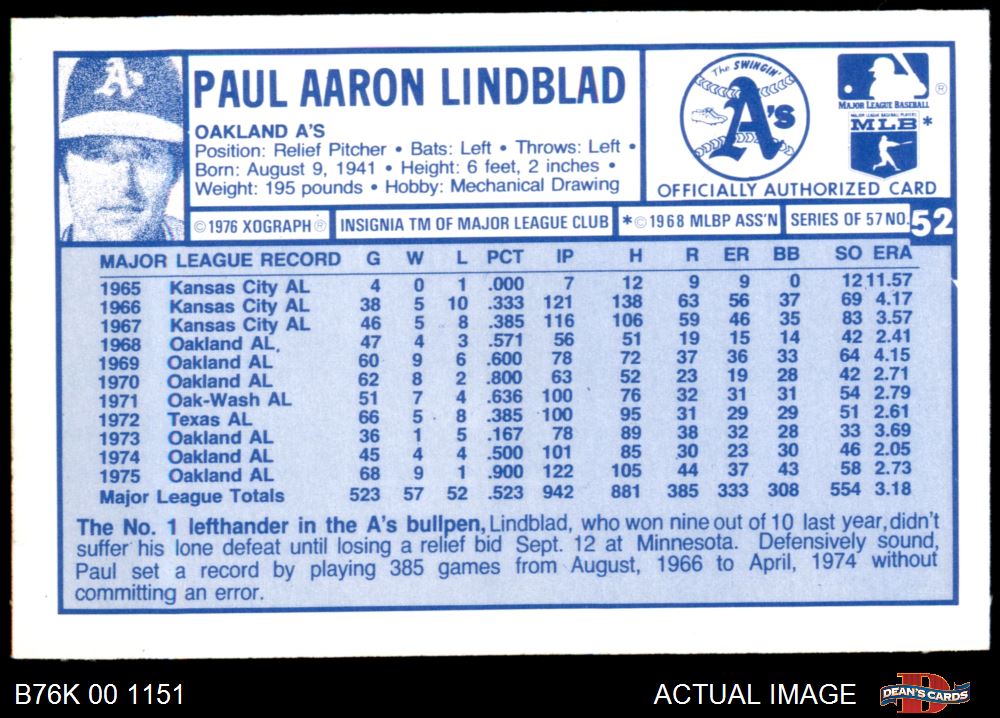 A's
PAUL AARON LINDBLAD
OAKLAND A'S
Position: Relief Pitcher • Bats: Left • Throws: Left •
Born: August 9, 1941 • Height: 6 feet, 2 inches •
Weight: 195 pounds • Hobby: Mechanical Drawing
The SWINGIN'
A's
MAJOR LEAGUE BASEBALL ®
MAJOR LEAGUE BASEBALL PLAYERS
MLB *
OFFICIALLY AUTHORIZED CARD
© 1976 XOGRAPH ® INSIGNIA TM OF MAJOR LEAGUE CLUB *© 1968 MLBP ASS'N SERIES OF 57 NO. 52
MAJOR LEAGUE RECORD G W L PCT IP H R ER BB SO ERA
1965 Kansas City AL 4 0 1 .000 7 12 9 9 0 12 11.57
1966 Kansas City AL 38 5 10 .333 121 138 63 56 37 69 4.17
1967 Kansas City AL 46 5 8 .385 116 106 59 46 35 83 3.57
1968 Oakland AL. 47 4 3 .571 56 51 19 15 14 42 2.41
1969 Oakland AL 60 9 6 .600 78 72 37 36 33 64 4.15
1970 Oakland AL 62 8 2 .800 63 52 23 19 28 42 2.71
1971 Oak-Wash AL 51 7 4 .636 100 76 32 31 31 54 2.79
1972 Texas AL 66 5 8 .385 100 95 31 29 29 51 2.61
1973 Oakland AL 36 1 5 .167 78 89 38 32 28 33 3.69
1974 Oakland AL 45 4 4 .500 101 85 30 23 30 46 2.05
1975 Oakland AL 68 9 1 .900 122 105 44 37 43 58 2.73
Major League Totals 523 57 52 .523 942 881 385 333 308 554 3.18
The No. 1 lefthander in the A's bullpen, Lindblad, who won nine out of 10 last year, didn't
suffer his lone defeat until losing a relief bid Sept. 12 at Minnesota. Defensively sound,
Paul set a record by playing 385 games from August, 1966 to April, 1974 without
committing an error.
B76K 00 1151 ACTUAL IMAGE DEAN'S CARDS